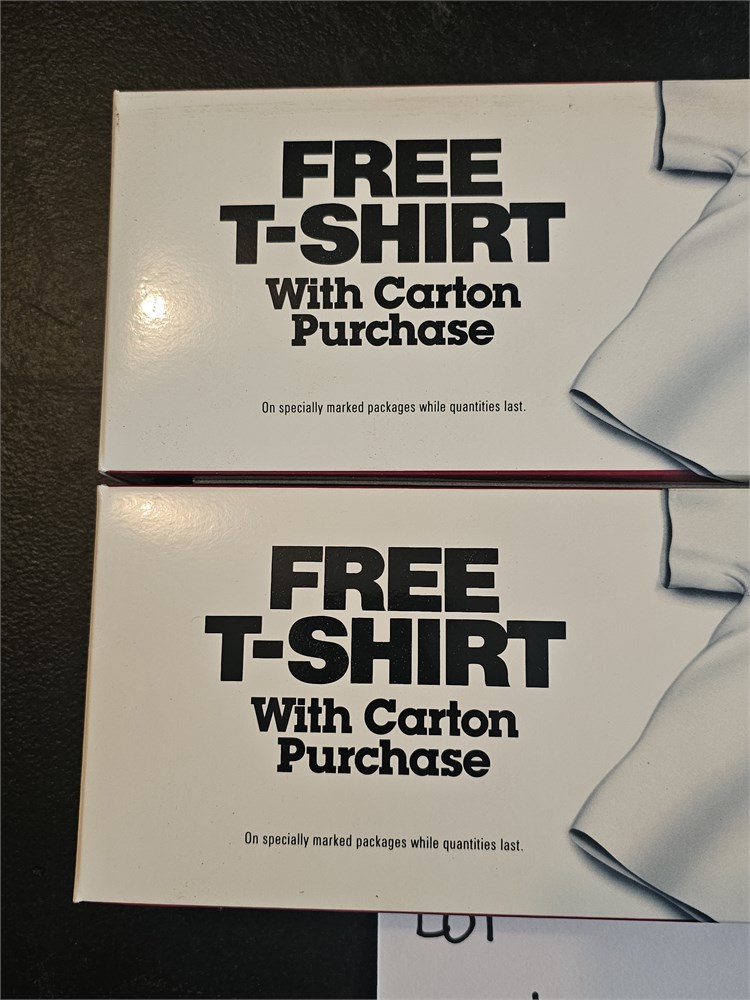 FREE
T-SHIRT
With Carton
Purchase
On specially marked packages while quantities last.
FREE
T-SHIRT
With Carton
Purchase
On specially marked packages while quantities last.
LOT